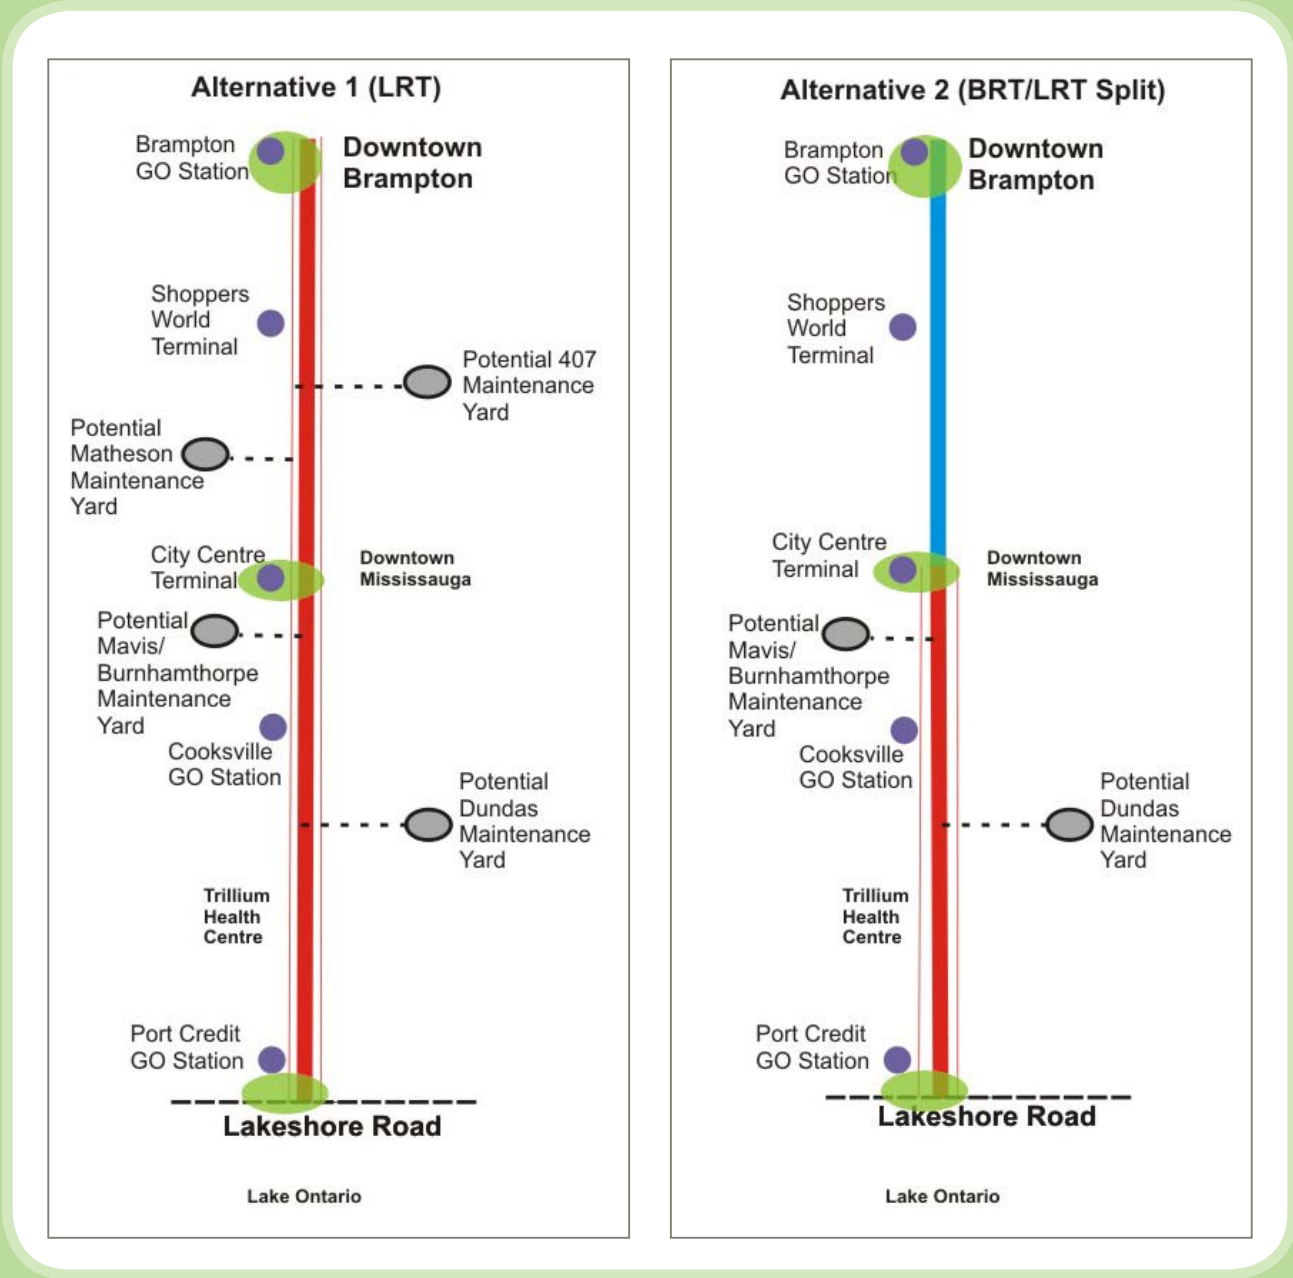 Alternative 1 (LRT)
Brampton
GO Station
Downtown
Brampton
Shoppers
World
Terminal
Potential 407
Maintenance
Yard
Potential
Matheson
Maintenance
Yard
City Centre
Terminal
Downtown
Mississauga
Potential
Mavis/
Burnhamthorpe
Maintenance
Yard
Cooksville
GO Station
Potential
Dundas
Maintenance
Yard
Trillium
Health
Centre
Port Credit
GO Station
Lakeshore Road
Lake Ontario
Alternative 2 (BRT/LRT Split)
Brampton
GO Station
Downtown
Brampton
Shoppers
World
Terminal
City Centre
Terminal
Downtown
Mississauga
Potential
Mavis/
Burnhamthorpe
Maintenance
Yard
Cooksville
GO Station
Potential
Dundas
Maintenance
Yard
Trillium
Health
Centre
Port Credit
GO Station
Lakeshore Road
Lake Ontario